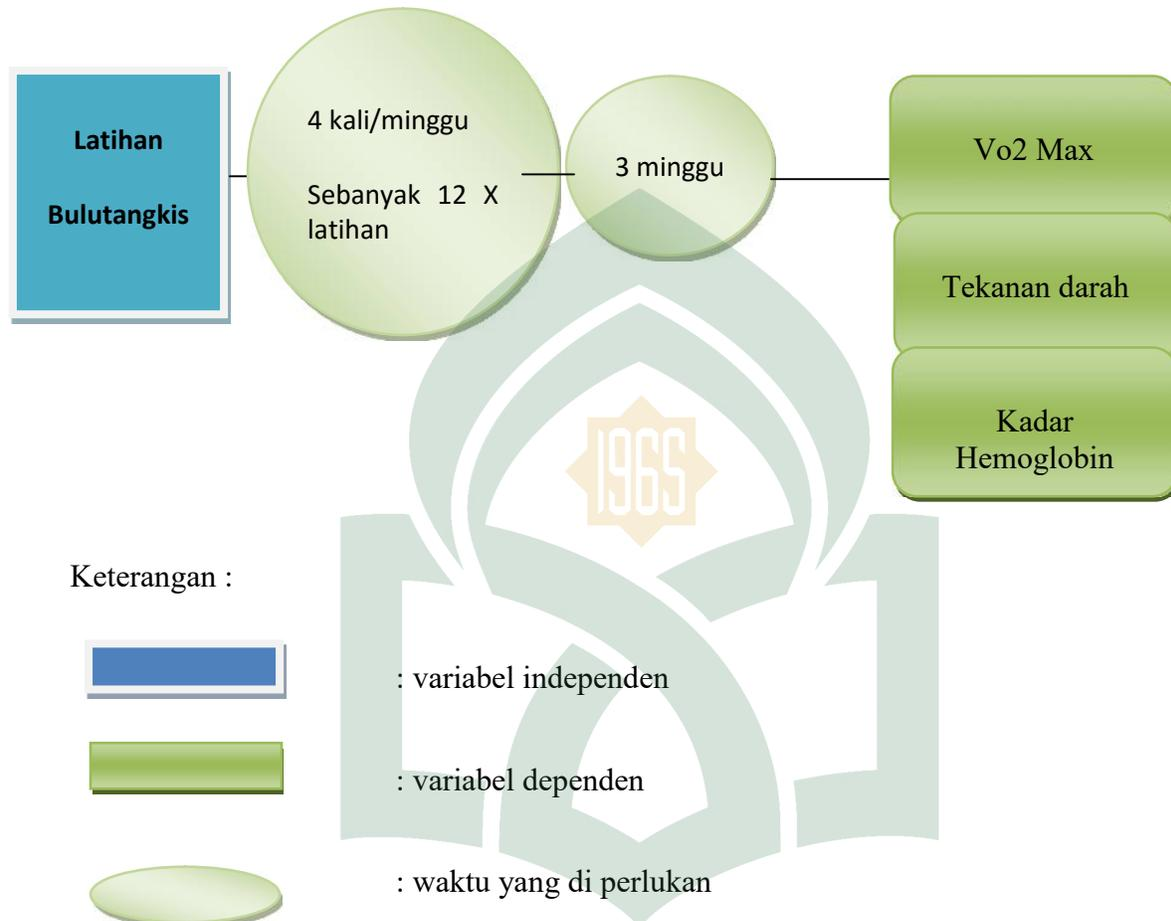 Latihan
Bulutangkis
4 kali/minggu
Sebanyak 12 X
latihan
3 minggu
Vo2 Max
Tekanan darah
Kadar
Hemoglobin
1965
Keterangan :
: variabel independen
: variabel dependen
: waktu yang di perlukan